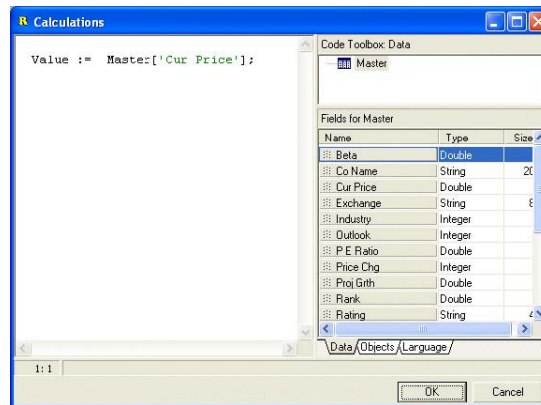 R Calculations
Value := Master['Cur Price'];
Code Toolbox: Data
Master
Fields for Master
Name Type Size
Beta Double
Co Name String 20
Cur Price Double
Exchange String 8
Industry Integer
Outlook Integer
P E Ratio Double
Price Chg Integer
Proj Grth Double
Rank Double
Rating String
Data Objects Language
1: 1
OK Cancel